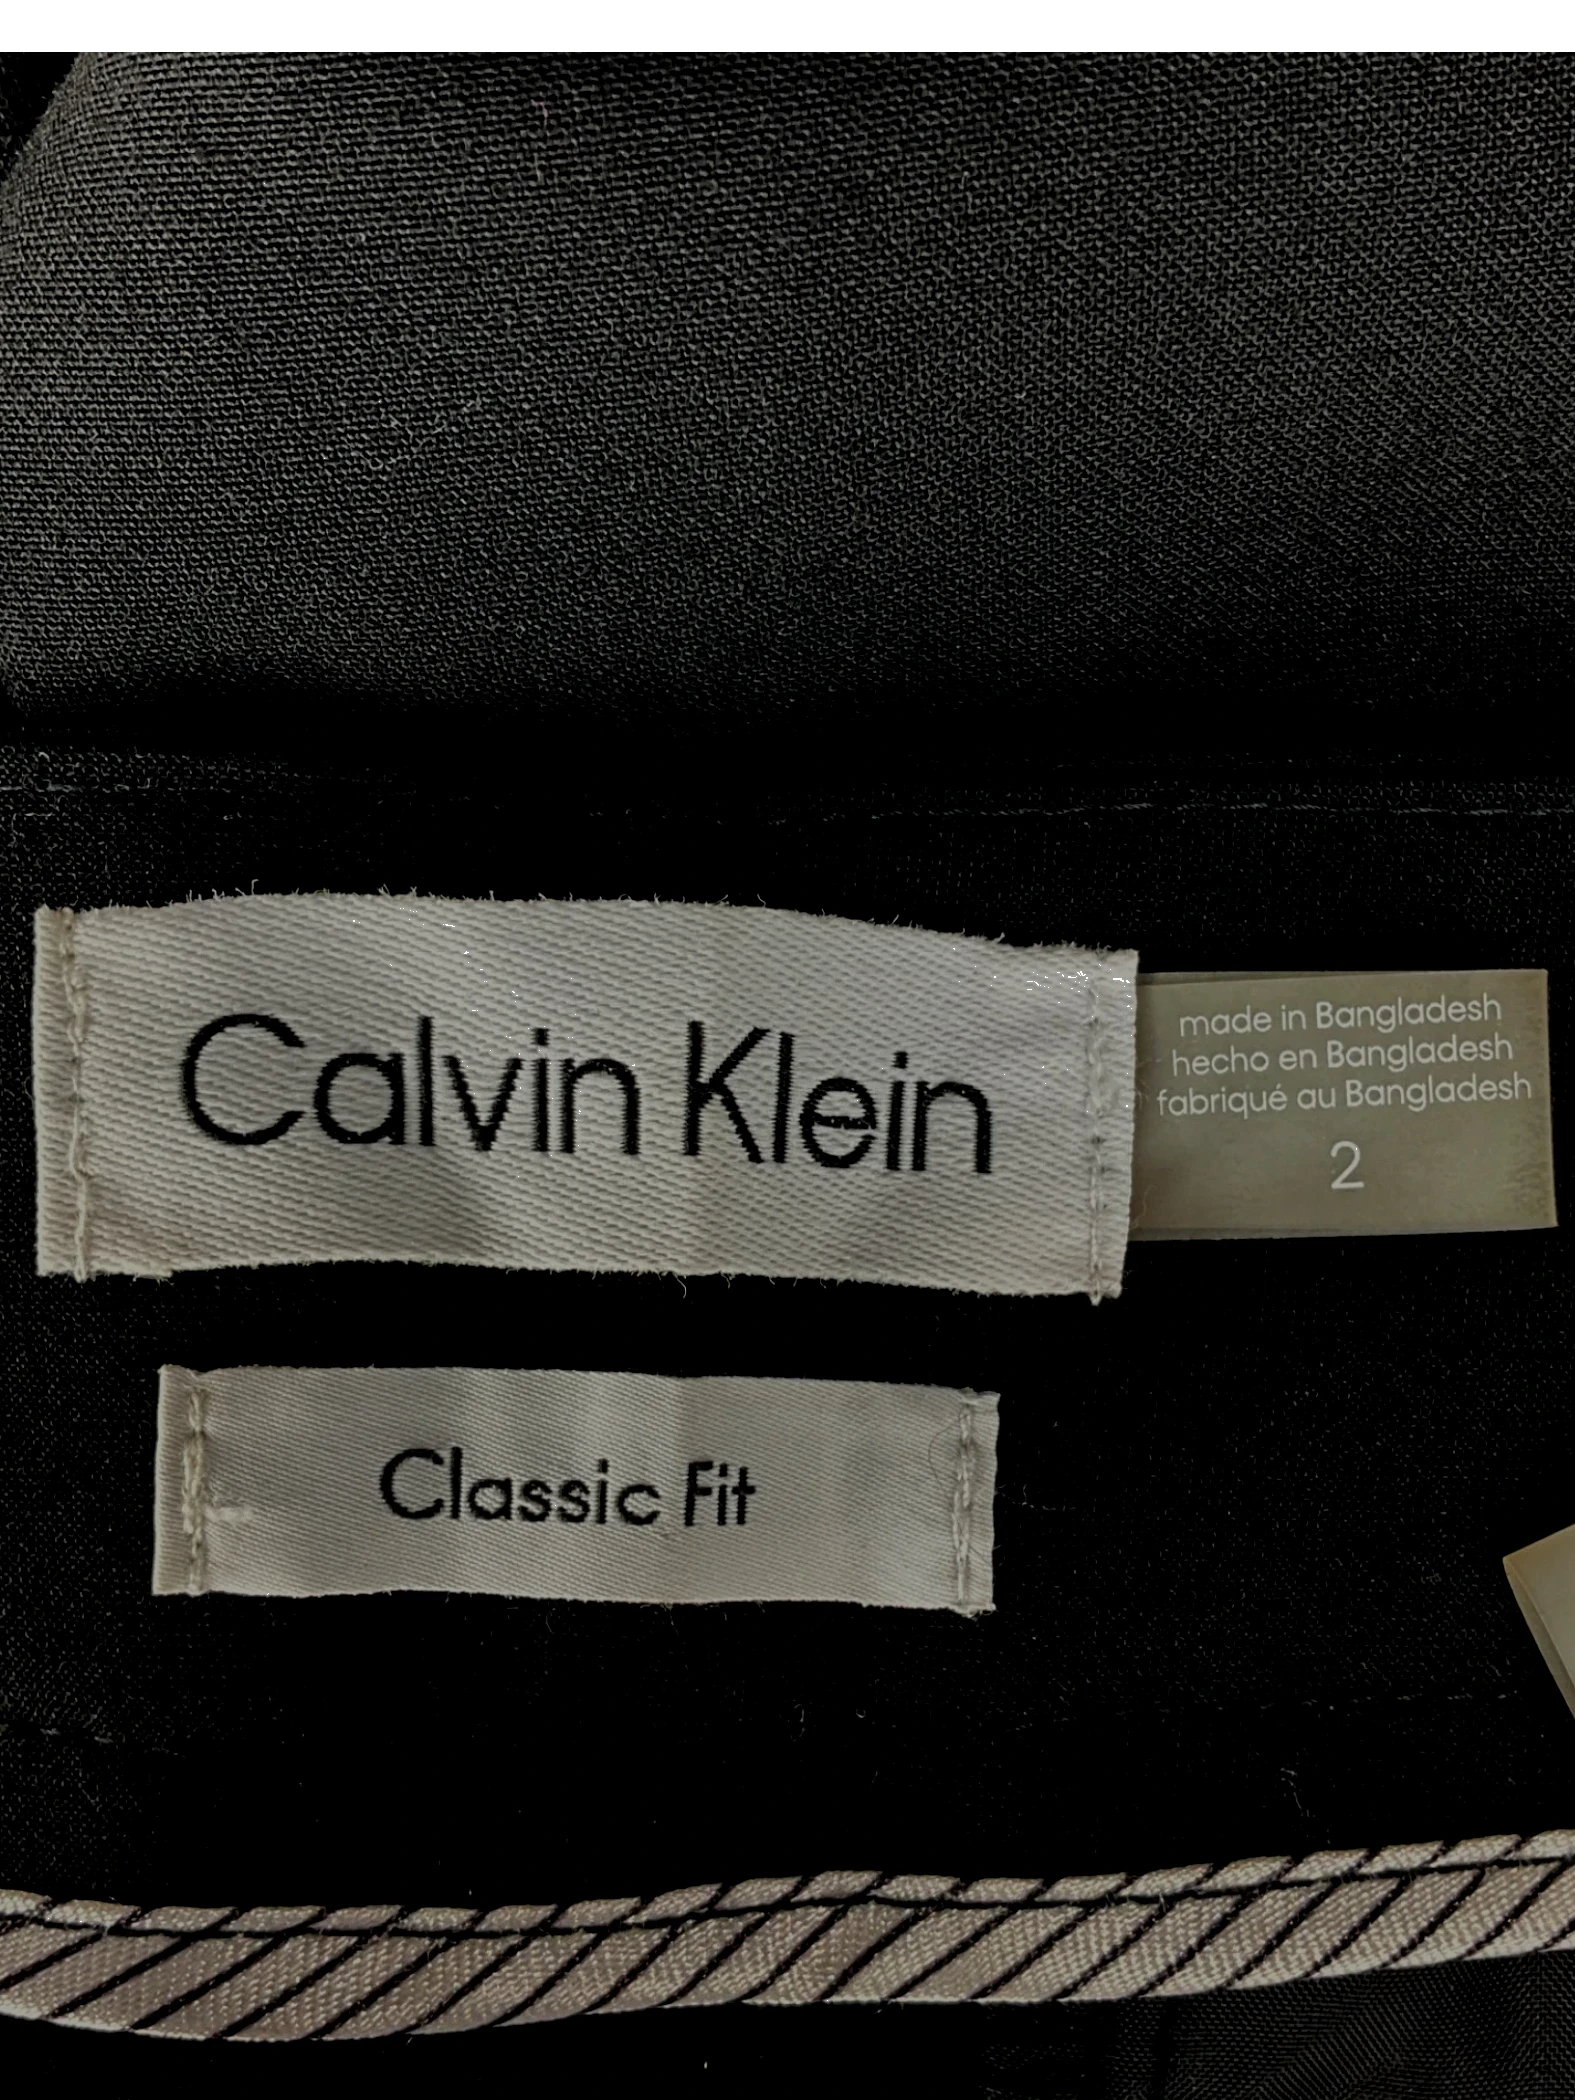 Calvin Klein
made in Bangladesh
hecho en Bangladesh
fabriqué au Bangladesh
2
Classic Fit